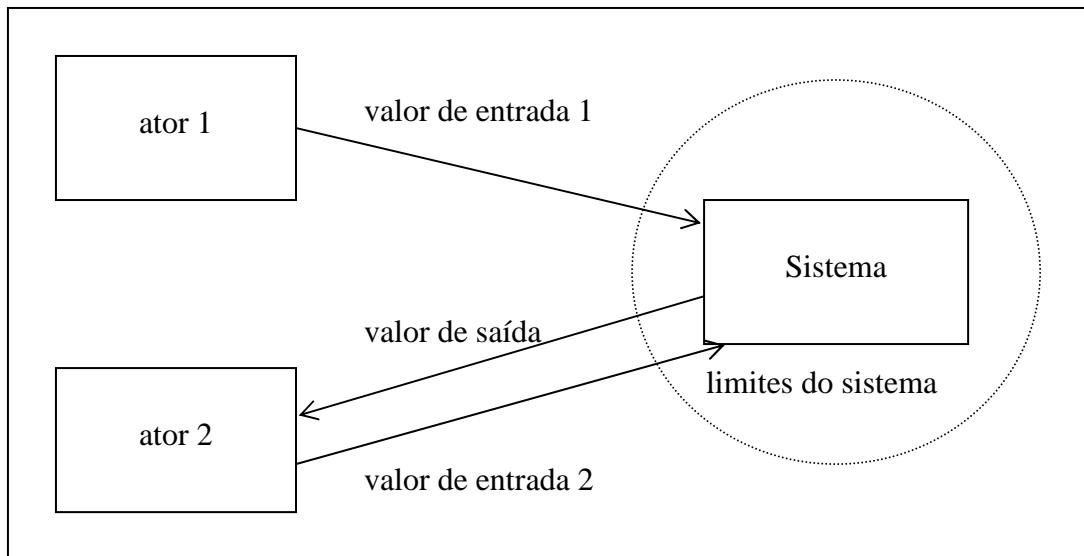 ator 1
valor de entrada 1
Sistema
valor de saída
limites do sistema
ator 2
valor de entrada 2